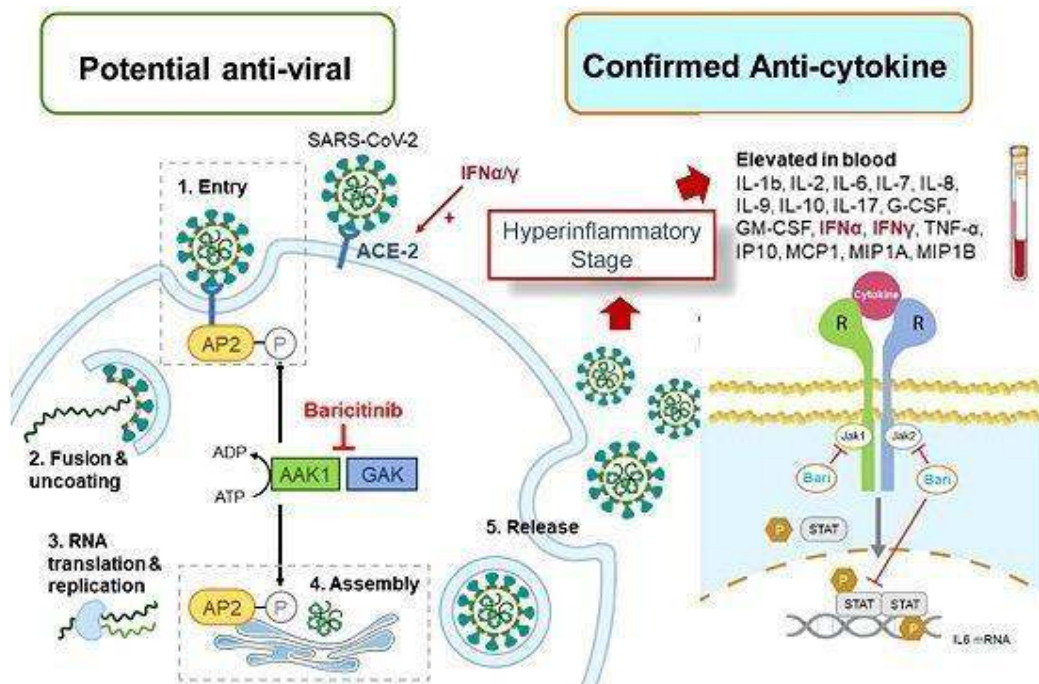 Potential anti-viral
Confirmed Anti-cytokine
SARS-CoV-2
1. Entry
IFNα/γ
+
ACE-2
AP2
P
Hyperinflammatory
Stage
Elevated in blood
IL-1b, IL-2, IL-6, IL-7, IL-8,
IL-9, IL-10, IL-17, G-CSF,
GM-CSF, IFNα, IFNγ, TNF-α,
IP10, MCP1, MIP1A, MIP1B
Cytokine
R
R
Jak1
Jak2
Bari
Bari
P
STAT
P
STAT
STAT
P
IL6 mRNA
2. Fusion &
uncoating
Baricitinib
ADP
ATP
AAK1
GAK
3. RNA
translation &
replication
4. Assembly
AP2
P
5. Release